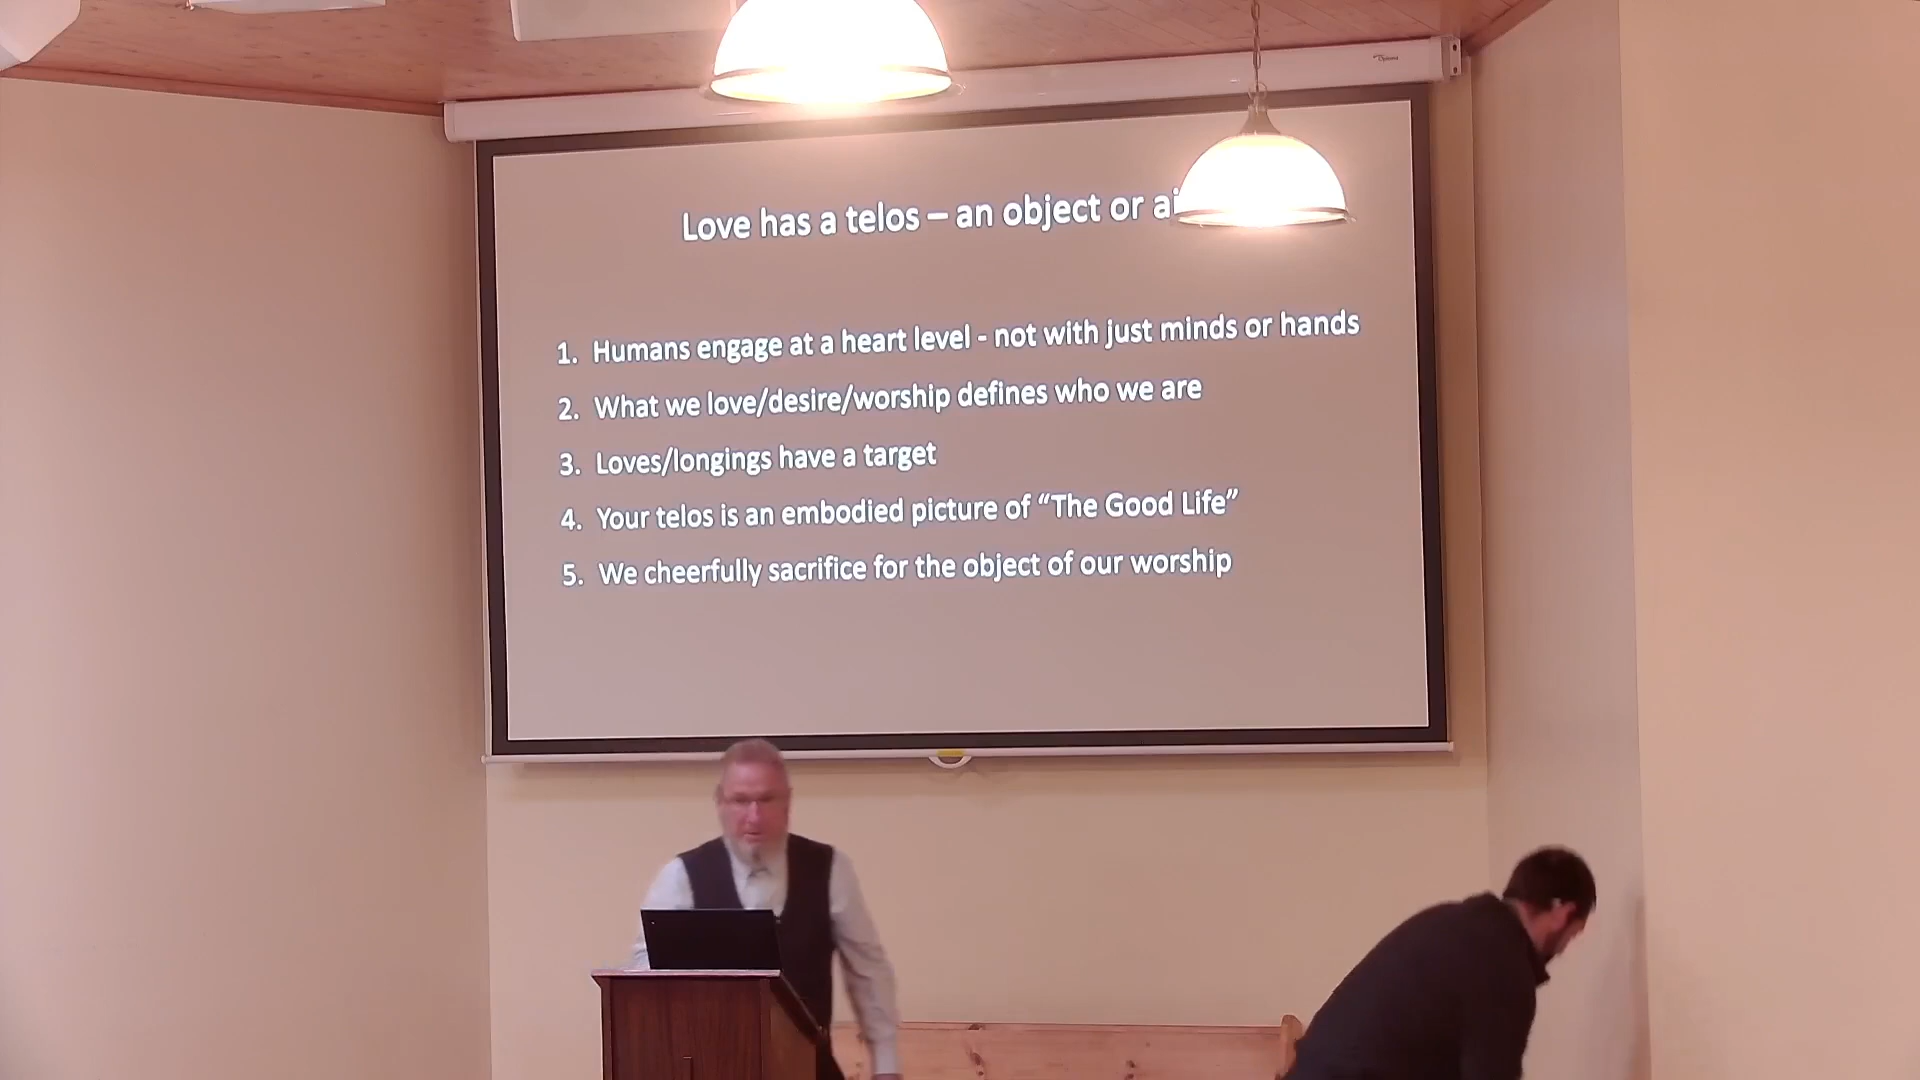 Love has a telos – an object or
1. Humans engage at a heart level - not with just minds or hands
2. What we love/desire/worship defines who we are
3. Loves/longings have a target
4. Your telos is an embodied picture of “The Good Life”
5. We cheerfully sacrifice for the object of our worship